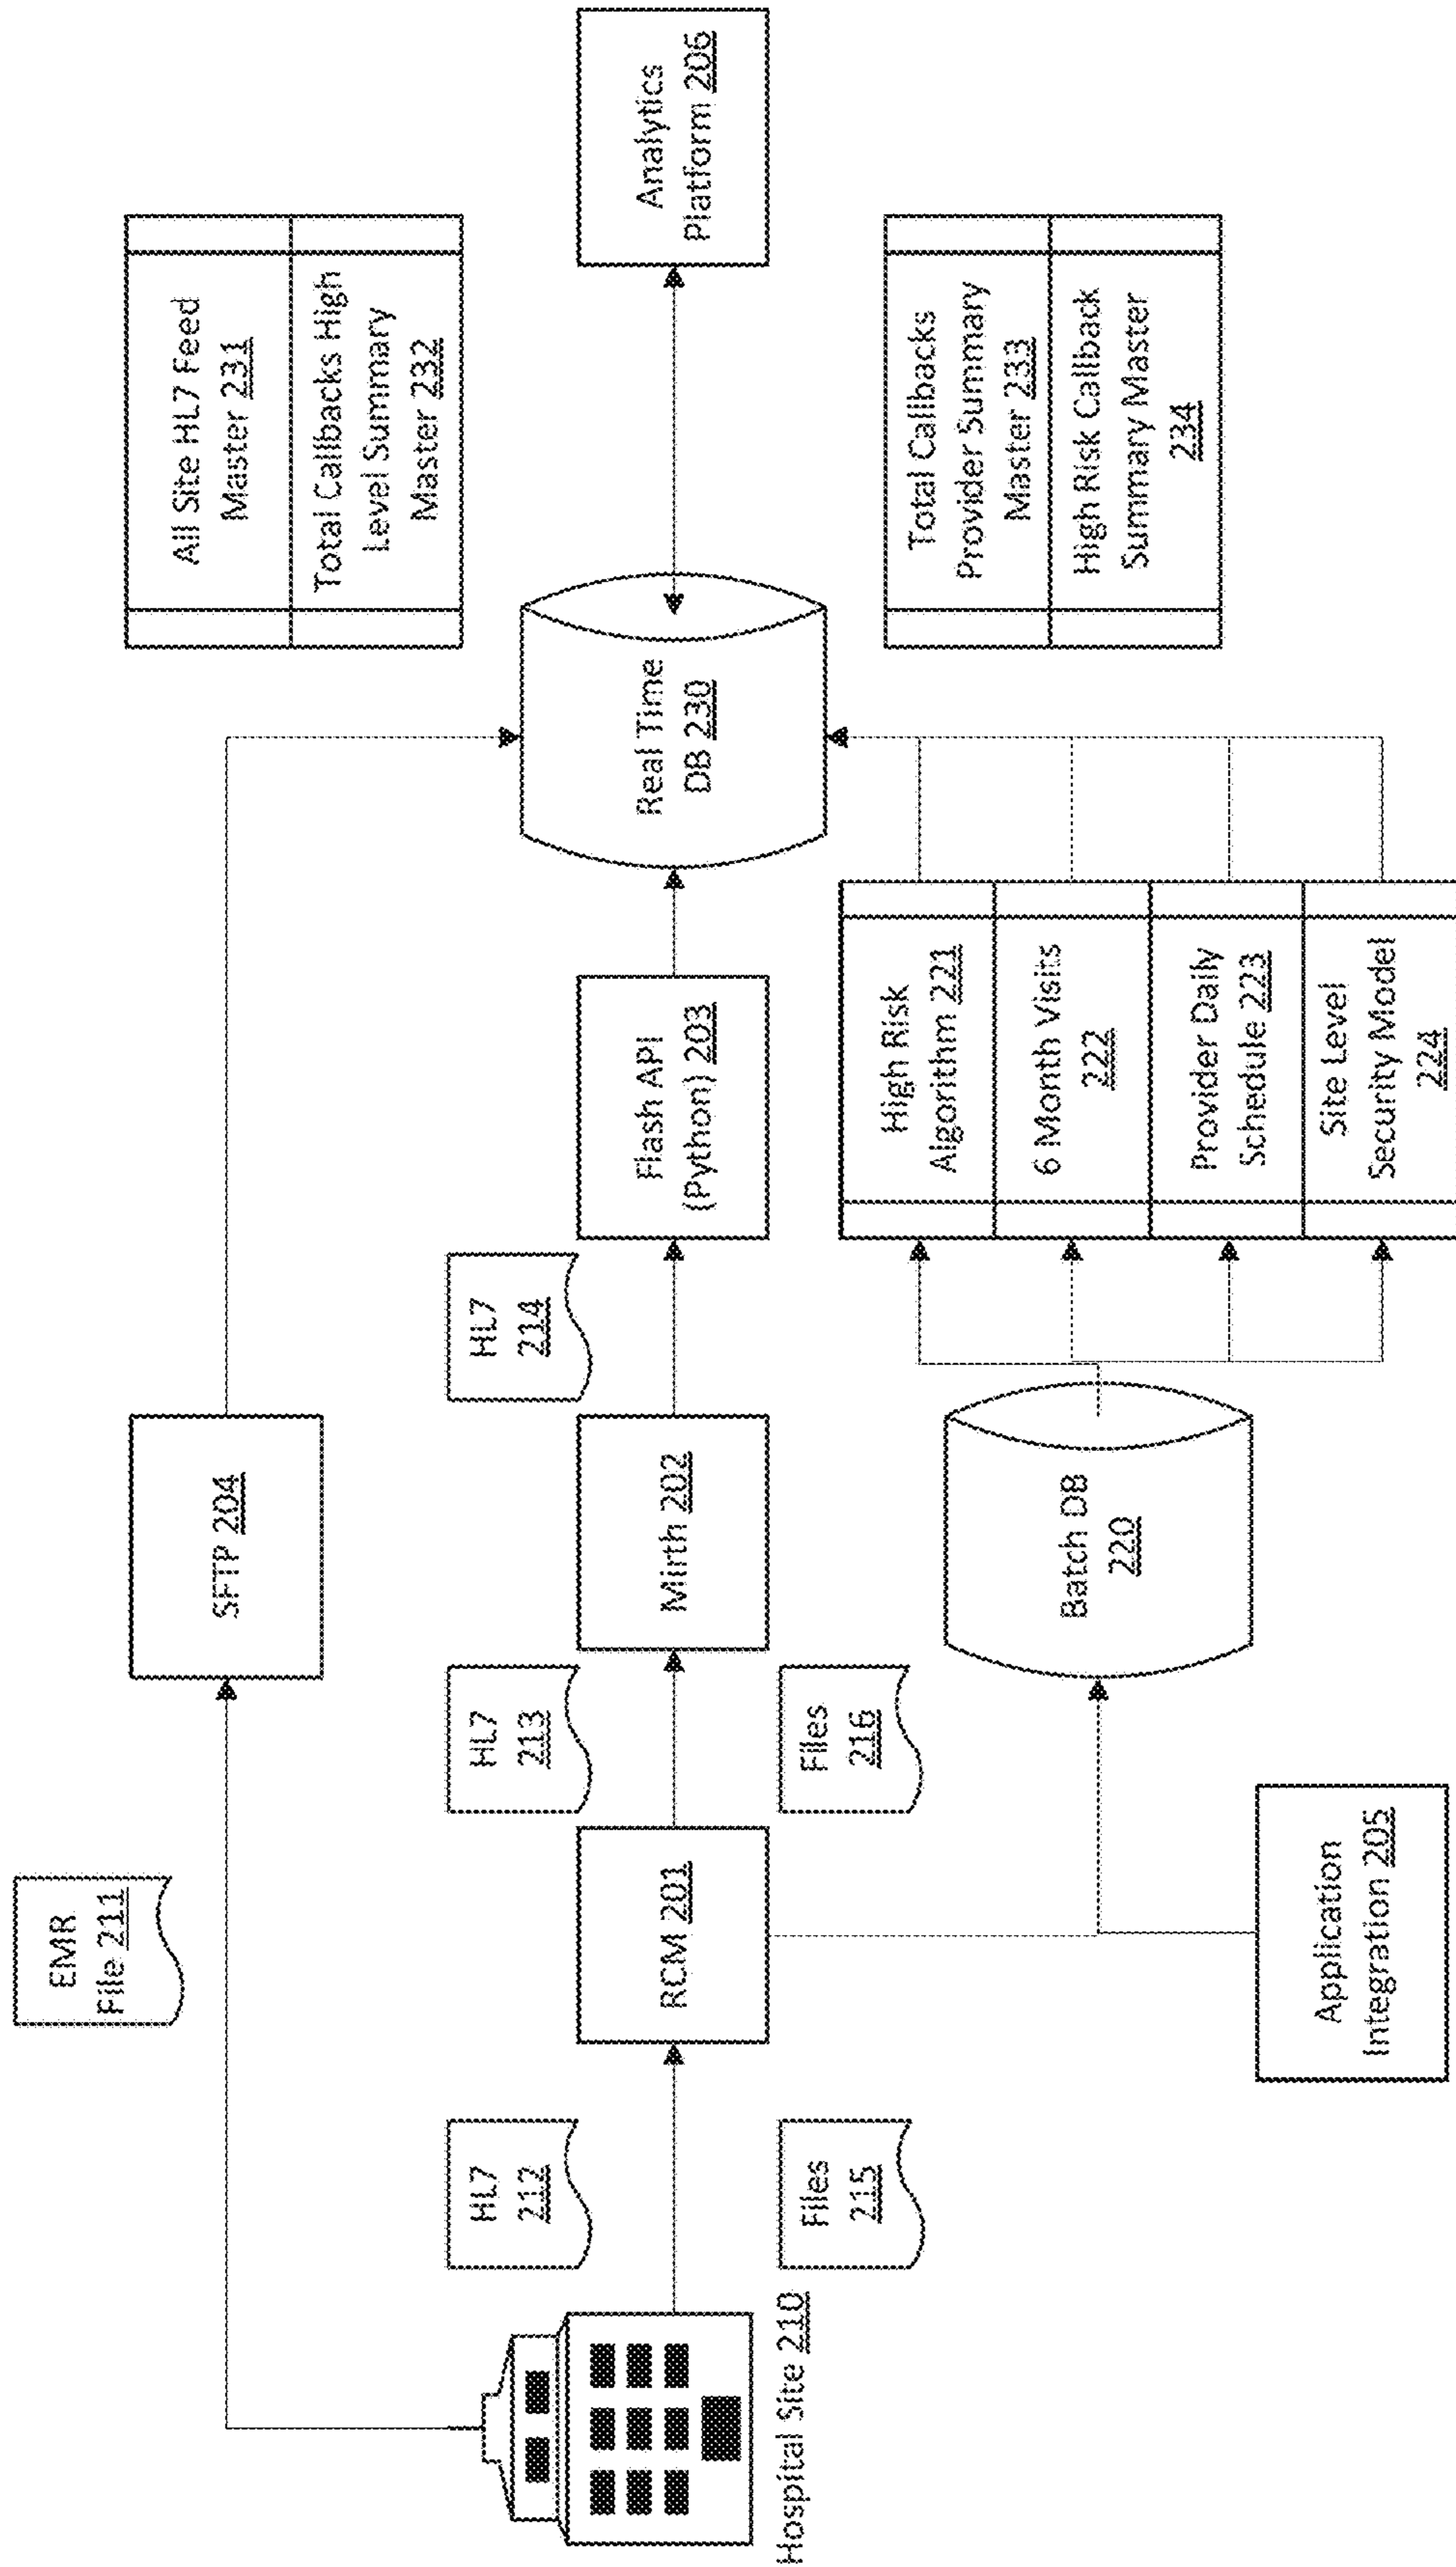 EMR
File 211
SFTP 204
All Site HL7 Feed
Master 231
Total Callbacks High
Level Summary
Master 232
HL7
212
HL7
213
HL7
214
Hospital Site 210
RCM 201
Mirth 202
Flash API
(Python) 203
Real Time
DB 230
Analytics
Platform 206
Files
215
Files
216
Application
Integration 205
Batch DB
220
High Risk
Algorithm 221
6 Month Visits
222
Provider Daily
Schedule 223
Site Level
Security Model
224
Total Callbacks
Provider Summary
Master 233
High Risk Callback
Summary Master
234